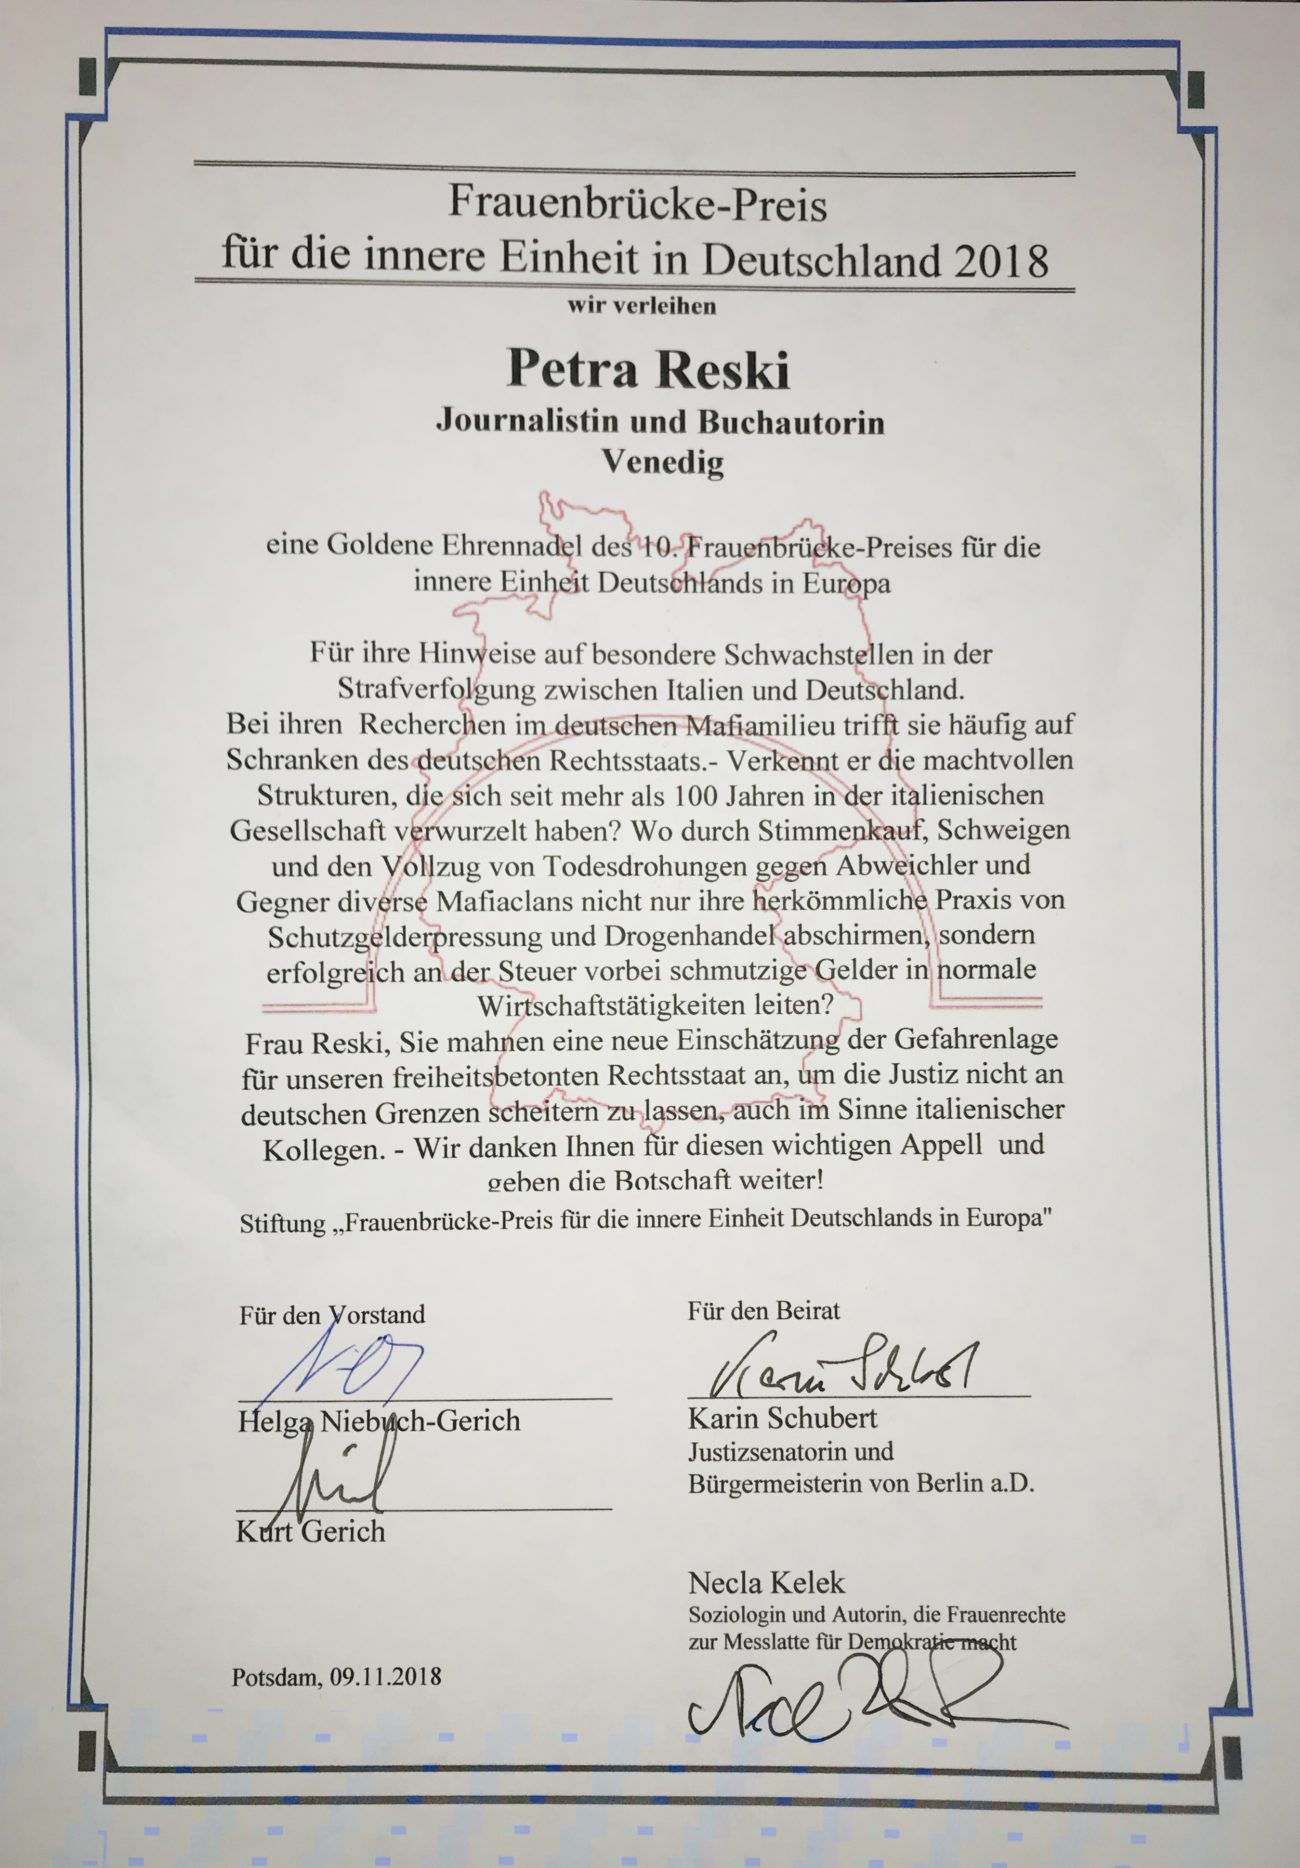 Frauenbrücke-Preis
für die innere Einheit in Deutschland 2018
wir verleihen
Petra Reski
Journalistin und Buchautorin
Venedig
eine Goldene Ehrennadel des 10. Frauenbrücke-Preises für die
innere Einheit Deutschlands in Europa
Für ihre Hinweise auf besondere Schwachstellen in der
Strafverfolgung zwischen Italien und Deutschland.
Bei ihren Recherchen im deutschen Mafiamilieu trifft sie häufig auf
Schranken des deutschen Rechtsstaats.- Verkennt er die machtvollen
Strukturen, die sich seit mehr als 100 Jahren in der italienischen
Gesellschaft verwurzelt haben? Wo durch Stimmenkauf, Schweigen
und den Vollzug von Todesdrohungen gegen Abweichler und
Gegner diverse Mafiaclans nicht nur ihre herkömmliche Praxis von
Schutzgelderpressung und Drogenhandel abschirmen, sondern
erfolgreich an der Steuer vorbei schmutzige Gelder in normale
Wirtschaftstätigkeiten leiten?
Frau Reski, Sie mahnen eine neue Einschätzung der Gefahrenlage
für unseren freiheitsbetonten Rechtsstaat an, um die Justiz nicht an
deutschen Grenzen scheitern zu lassen, auch im Sinne italienischer
Kollegen. - Wir danken Ihnen für diesen wichtigen Appell und
geben die Botschaft weiter!
Stiftung „Frauenbrücke-Preis für die innere Einheit Deutschlands in Europa"
Für den Vorstand
Helga Niebuch-Gerich
Kurt Gerich
Für den Beirat
Karin Schubert
Karin Schubert
Justizsenatorin und
Bürgermeisterin von Berlin a.D.
Necla Kelek
Soziologin und Autorin, die Frauenrechte
zur Messlatte für Demokratie macht
Potsdam, 09.11.2018